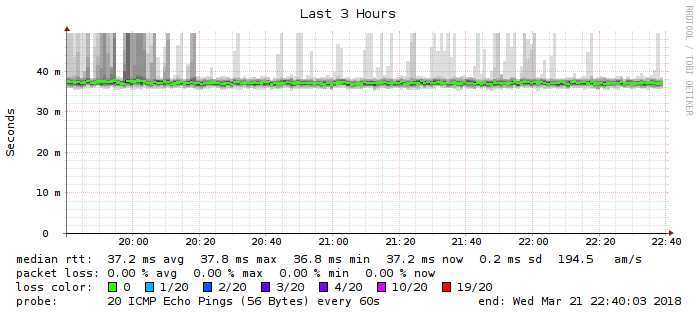 Last 3 Hours
RRDTOOL / TOBI OETIKER
Seconds
40 m
30 m
20 m
10 m
0
20:00 20:20 20:40 21:00 21:20 21:40 22:00 22:20 22:40
median rtt: 37.2 ms avg 37.8 ms max 36.8 ms min 37.2 ms now 0.2 ms sd 194.5 am/s
packet loss: 0.00 % avg 0.00 % max 0.00 % min 0.00 % now
loss color: 0 1/20 2/20 3/20 4/20 10/20 19/20
probe: 20 ICMP Echo Pings (56 Bytes) every 60s end: Wed Mar 21 22:40:03 2018